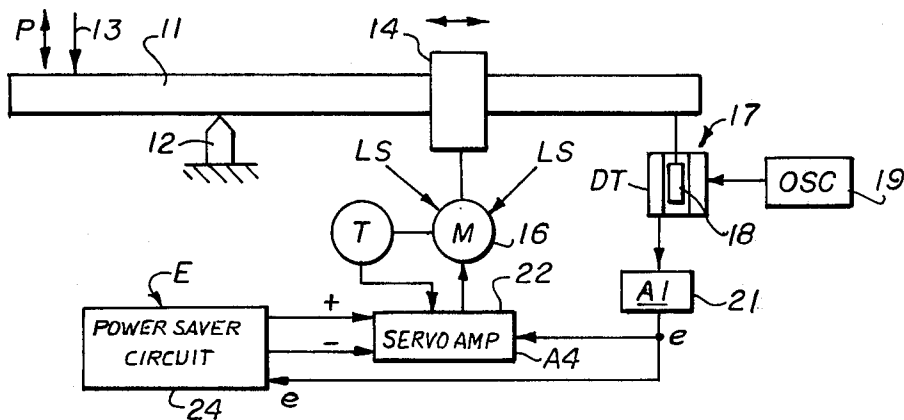 P 13 11 14
12 LS LS 17
DT OSC 19
18
T M 16
E 22 A1 21
+
POWER SAVER
CIRCUIT
SERVO AMP
-
e
A4
24 e